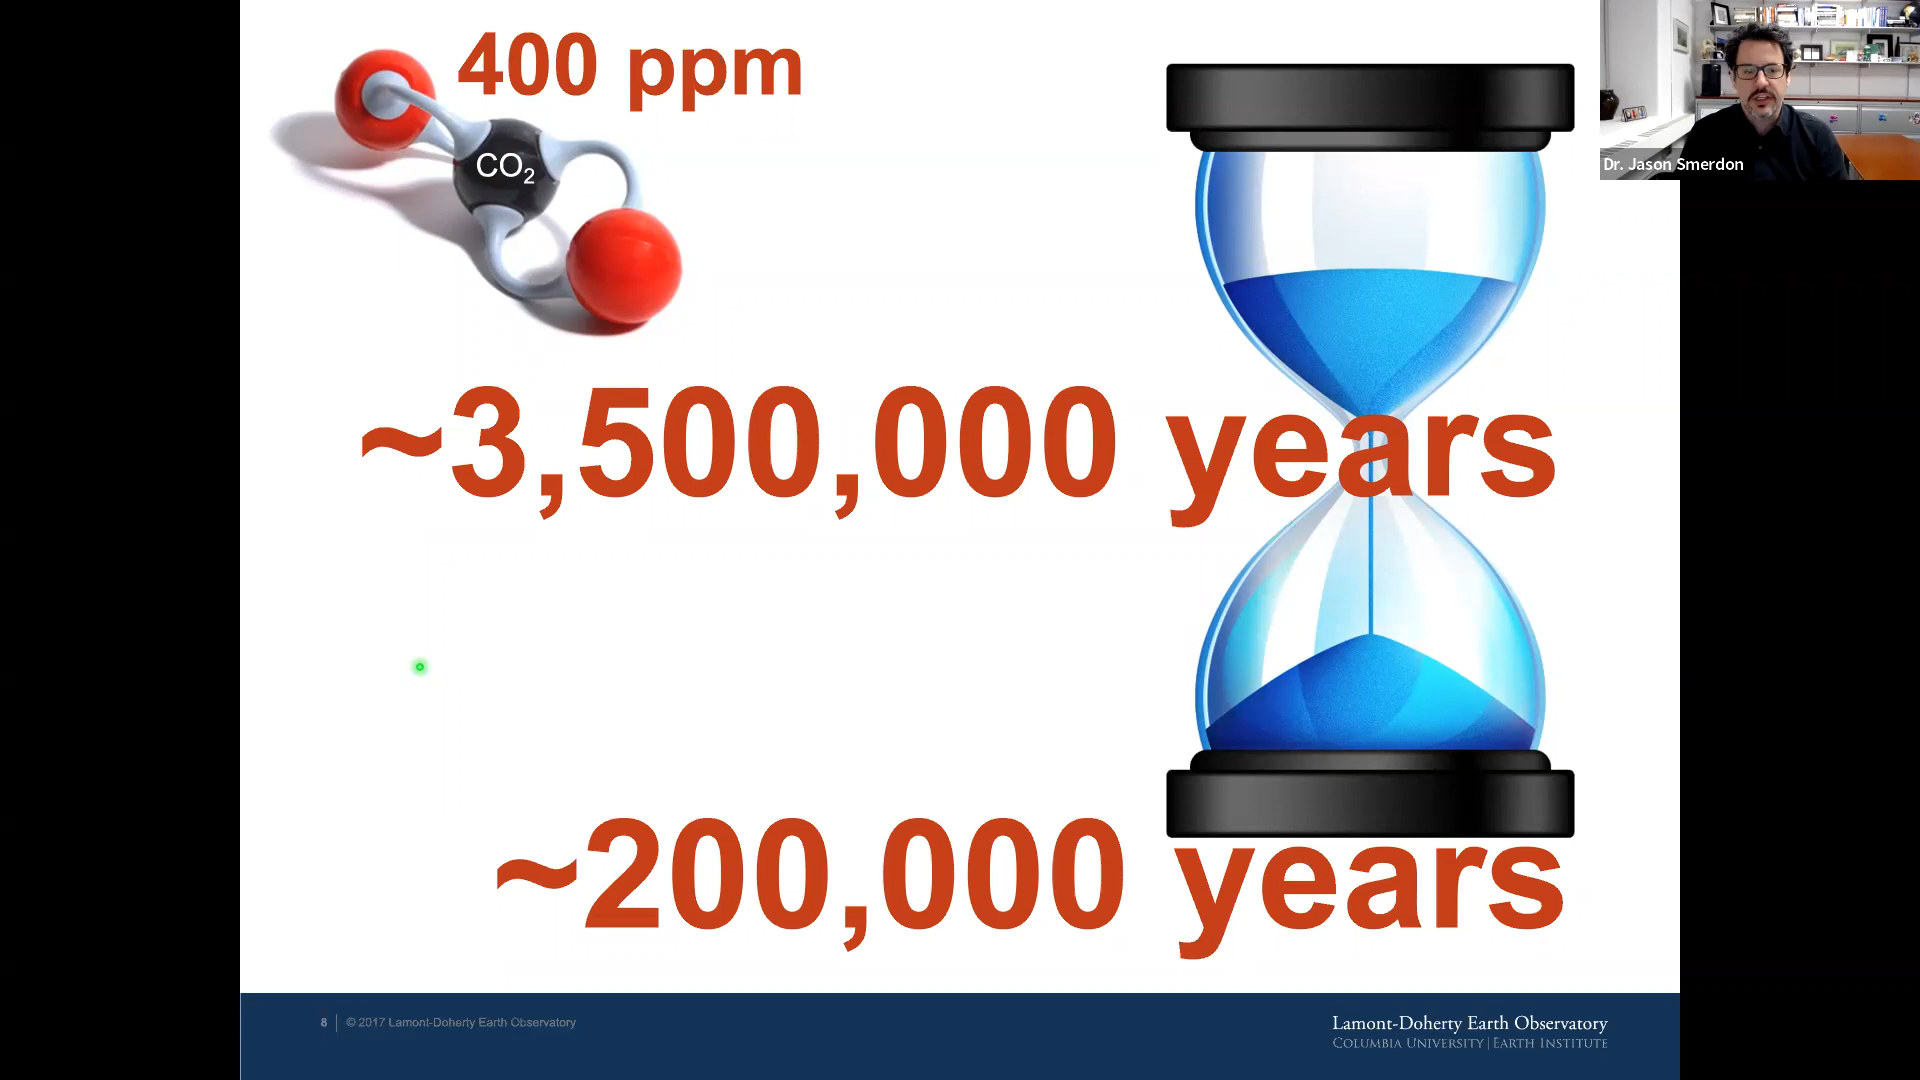 400 ppm
CO2
Dr. Jason Smerdon
~3,500,000 years
~200,000 years
8 | © 2017 Lamont-Doherty Earth Observatory
Lamont-Doherty Earth Observatory
COLUMBIA UNIVERSITY | EARTH INSTITUTE